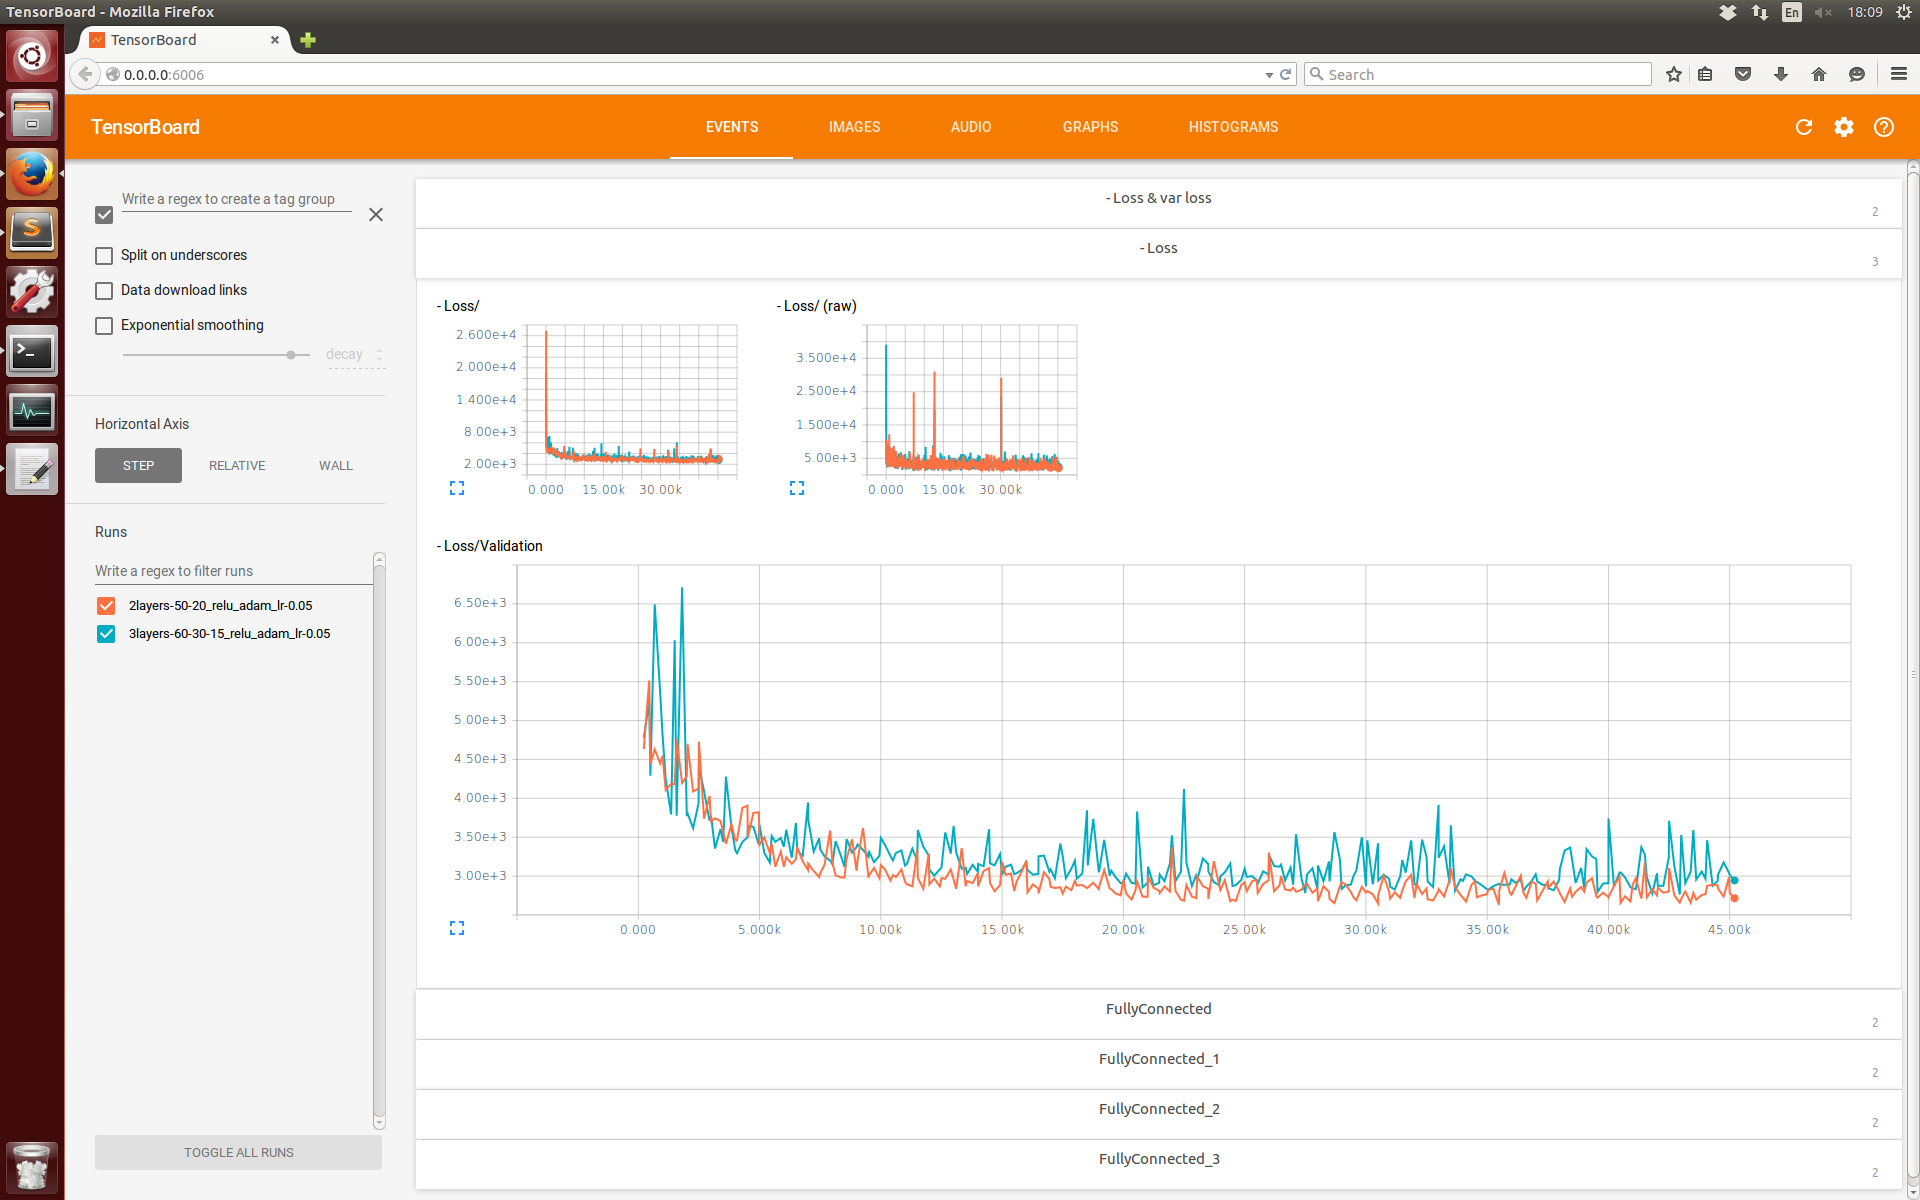 TensorBoard - Mozilla Firefox
En
18:09
TensorBoard
0.0.0.0:6006
Search
TensorBoard
EVENTS
IMAGES
AUDIO
GRAPHS
HISTOGRAMS
Write a regex to create a tag group
Split on underscores
Data download links
Exponential smoothing
decay
Horizontal Axis
STEP
RELATIVE
WALL
Runs
Write a regex to filter runs
2layers-50-20_relu_adam_lr-0.05
3layers-60-30-15_relu_adam_lr-0.05
TOGGLE ALL RUNS
- Loss & var loss
2
- Loss
3
- Loss/
2.600e+4
2.000e+4
1.400e+4
8.00e+3
2.00e+3
0.000 15.00k 30.00k
- Loss/ (raw)
3.500e+4
2.500e+4
1.500e+4
5.00e+3
0.000 15.00k 30.00k
- Loss/Validation
6.50e+3
6.00e+3
5.50e+3
5.00e+3
4.50e+3
4.00e+3
3.50e+3
3.00e+3
0.000 5.000k 10.00k 15.00k 20.00k 25.00k 30.00k 35.00k 40.00k 45.00k
FullyConnected
2
FullyConnected_1
2
FullyConnected_2
2
FullyConnected_3
2